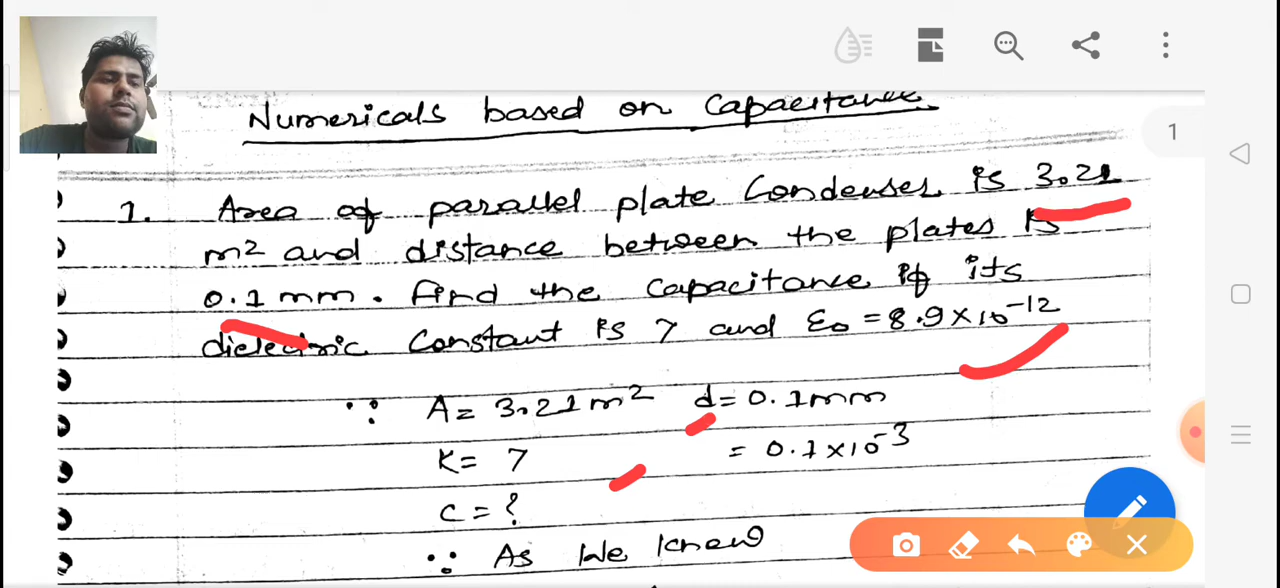 1
Numericals based on Capacitance
1. Area of parallel plate Condenser is 3.21
m² and distance between the plates is
0.1 mm. find the capacitance if its
dielectric Constant is 7 and ε₀ = 8.9 × 10⁻¹²
∵ A = 3.21 m² d = 0.1 mm
K = 7 = 0.1 × 10⁻³
C = ?
∵ As we know